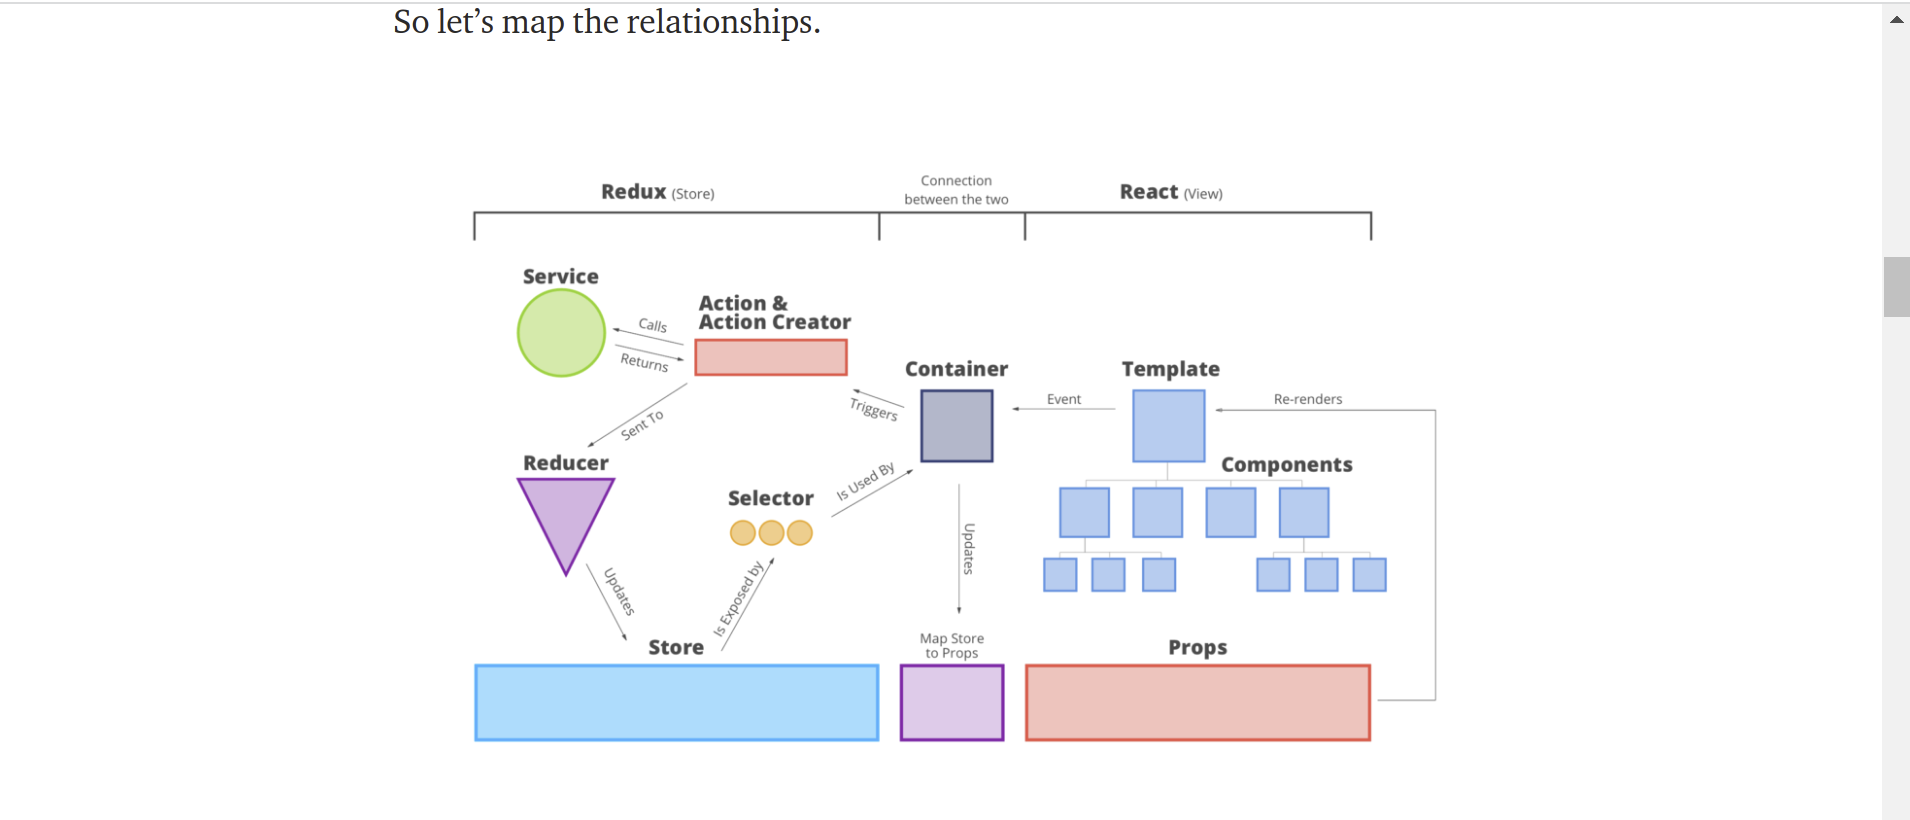 So let’s map the relationships.
Redux (Store)
Connection
between the two
React (View)
Service
Action &
Action Creator
Calls
Returns
Container
Template
Triggers
Event
Re-renders
Sent To
Reducer
Selector
Is Used By
Components
Updates
Is Exposed by
Updates
Store
Map Store
to Props
Props